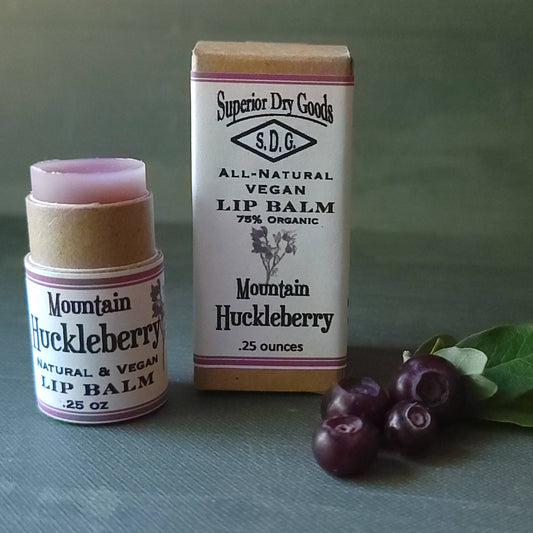 Superior Dry Goods
S.D.G.
All-Natural
Vegan
Lip Balm
75% Organic
Mountain
Huckleberry
.25 ounces
Mountain
Huckleberry
Natural & Vegan
Lip Balm
.25 oz